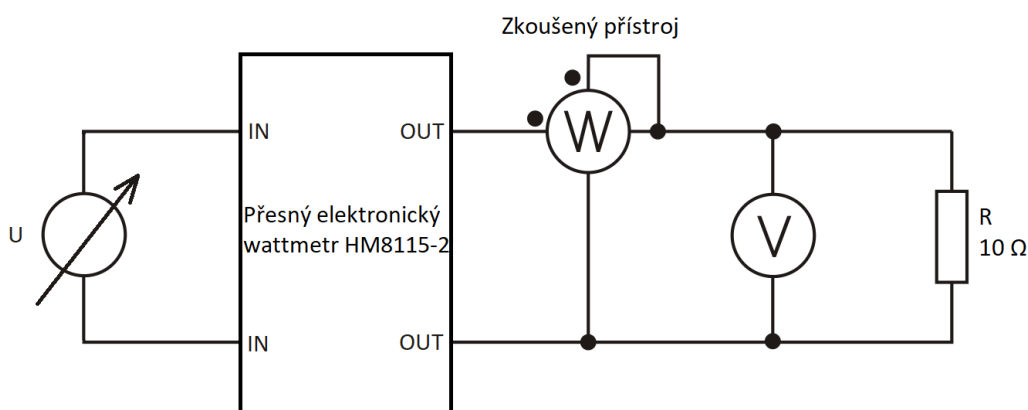 Zkoušený přístroj
IN
OUT
W
U
Přesný elektronický
wattmetr HM8115-2
V
R
10 Ω
IN
OUT